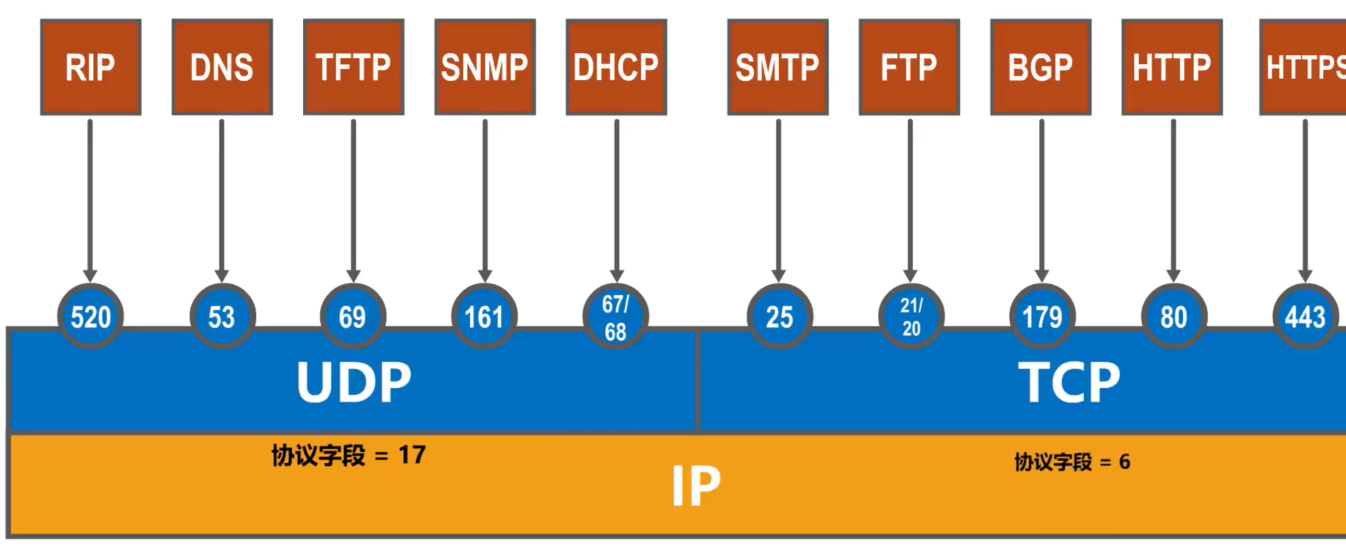 RIP DNS TFTP SNMP DHCP SMTP FTP BGP HTTP HTTPS
520 53 69 161 67/ 25 21/ 179 80 443
68 20
UDP TCP
协议字段 = 17 协议字段 = 6
IP